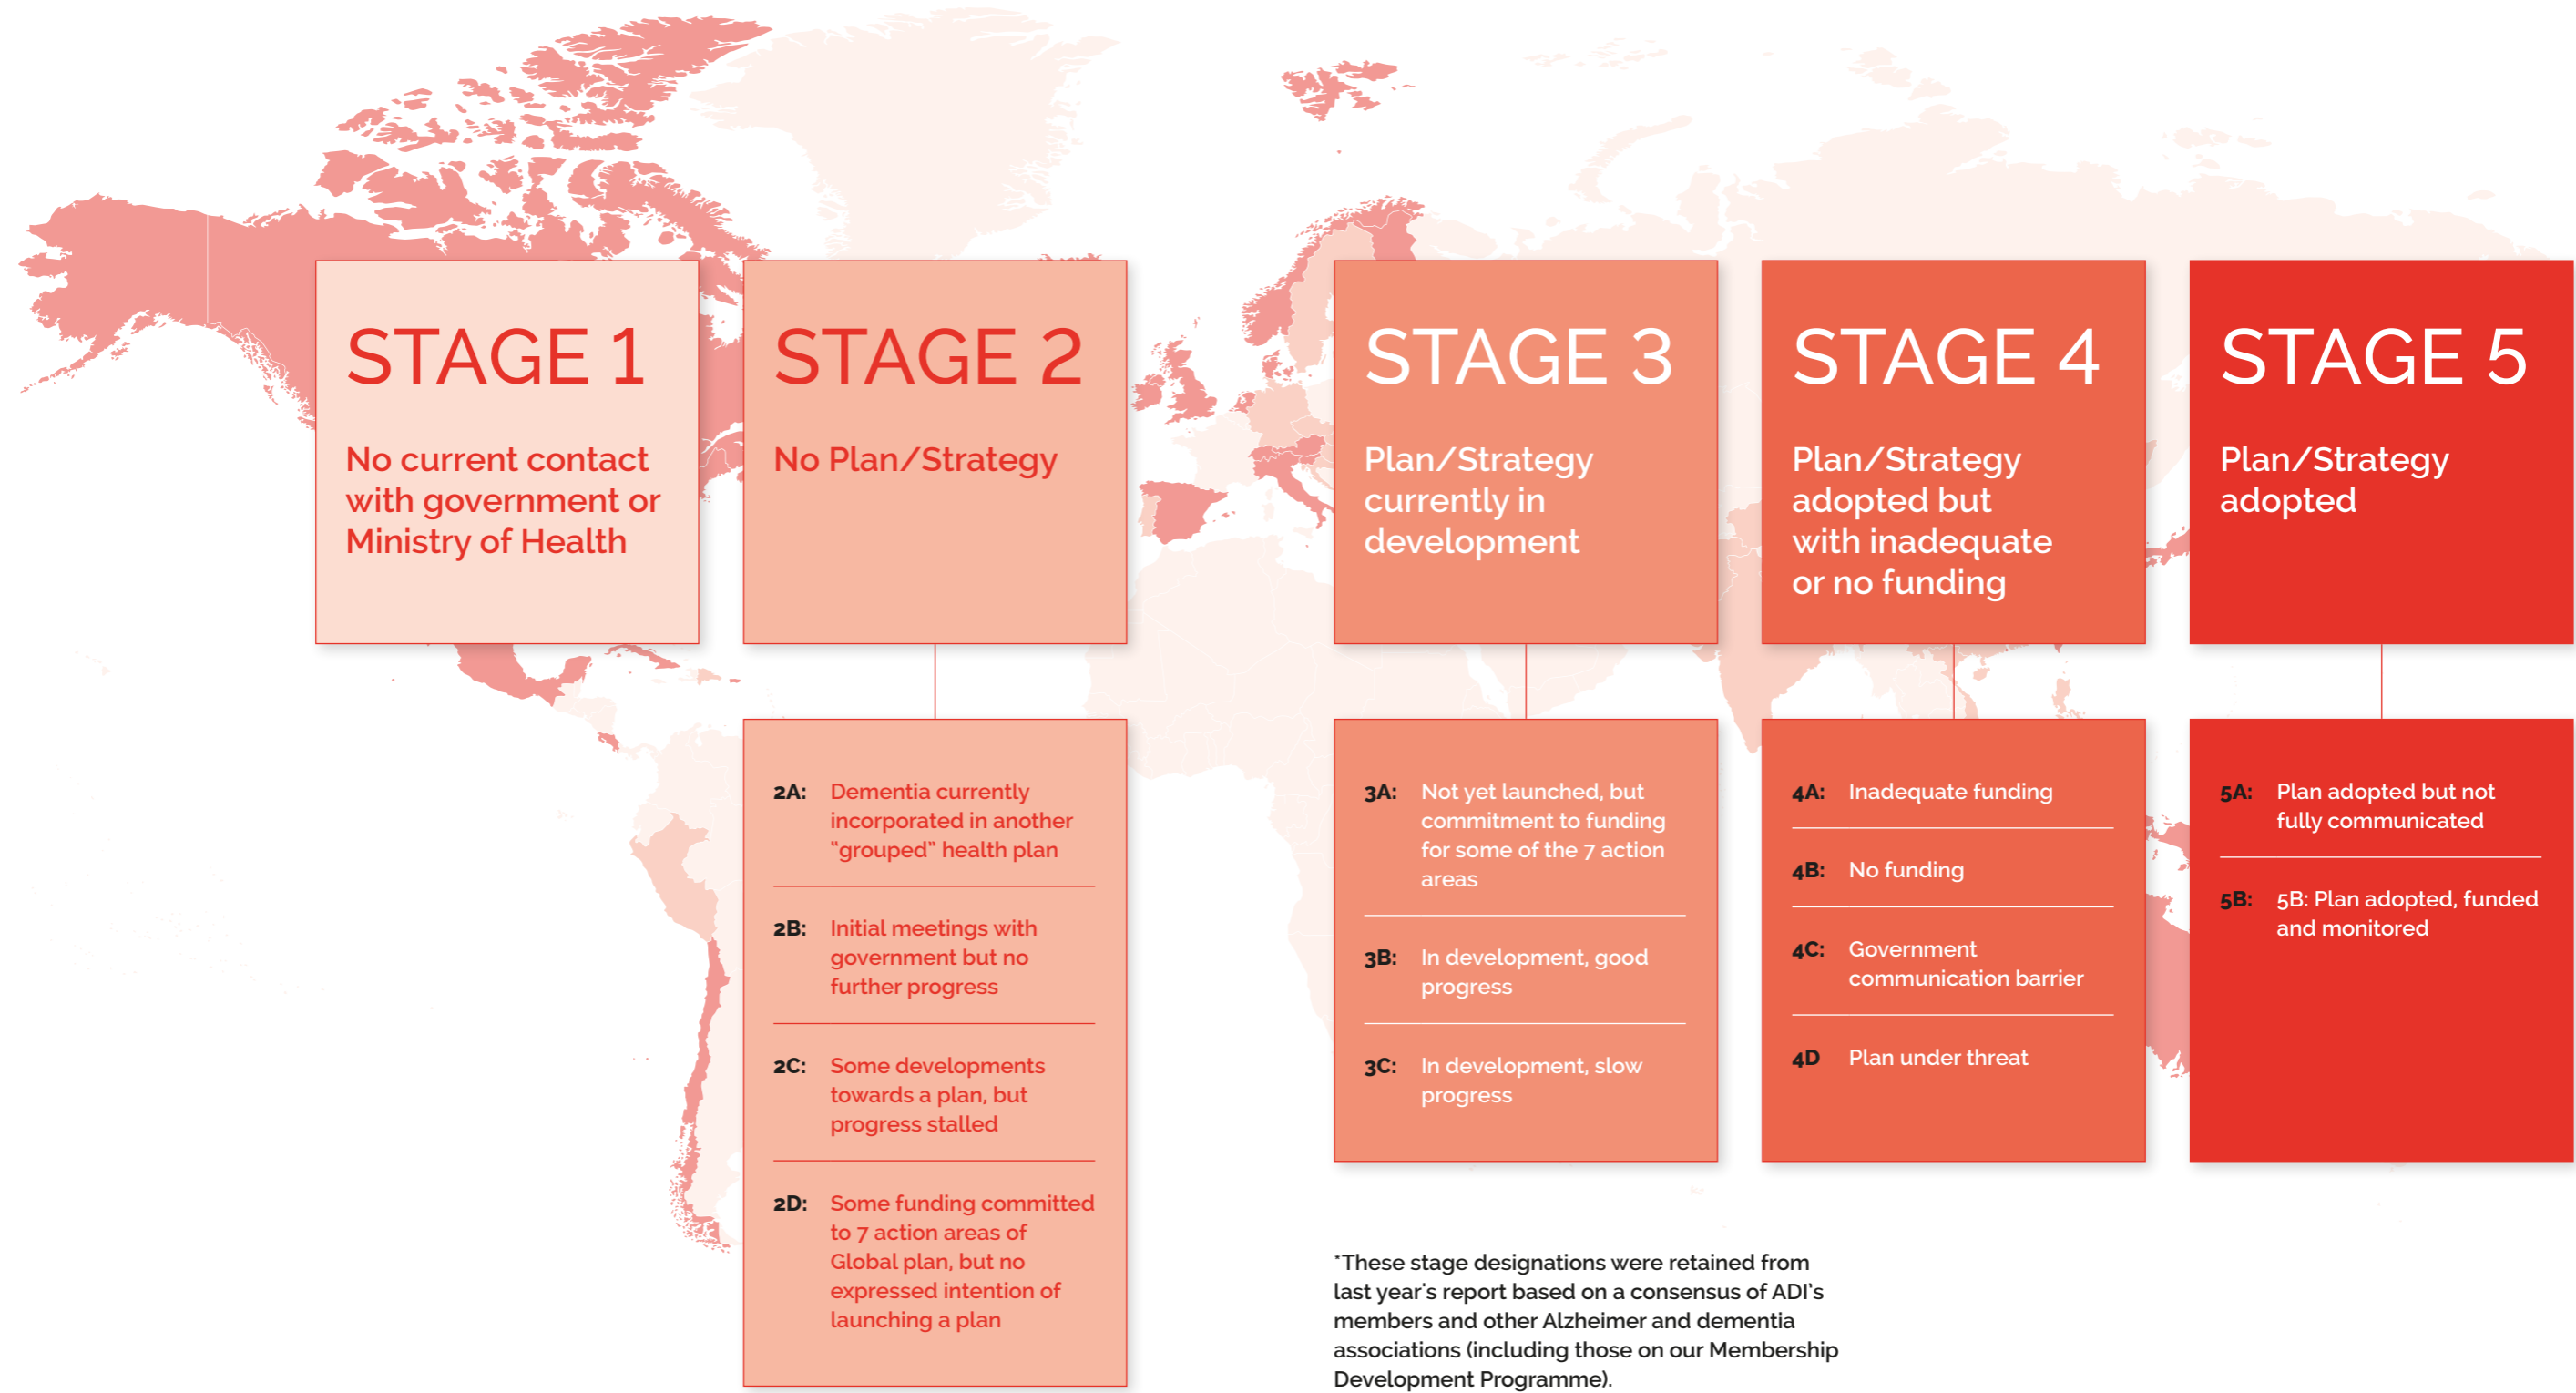 STAGE 1
No current contact
with government or
Ministry of Health
STAGE 2
No Plan/Strategy
2A: Dementia currently
incorporated in another
“grouped” health plan
2B: Initial meetings with
government but no
further progress
2C: Some developments
towards a plan, but
progress stalled
2D: Some funding committed
to 7 action areas of
Global plan, but no
expressed intention of
launching a plan
STAGE 3
Plan/Strategy
currently in
development
3A: Not yet launched, but
commitment to funding
for some of the 7 action
areas
3B: In development, good
progress
3C: In development, slow
progress
STAGE 4
Plan/Strategy
adopted but
with inadequate
or no funding
4A: Inadequate funding
4B: No funding
4C: Government
communication barrier
4D Plan under threat
STAGE 5
Plan/Strategy
adopted
5A: Plan adopted but not
fully communicated
5B: 5B: Plan adopted, funded
and monitored
*These stage designations were retained from
last year's report based on a consensus of ADI’s
members and other Alzheimer and dementia
associations (including those on our Membership
Development Programme).